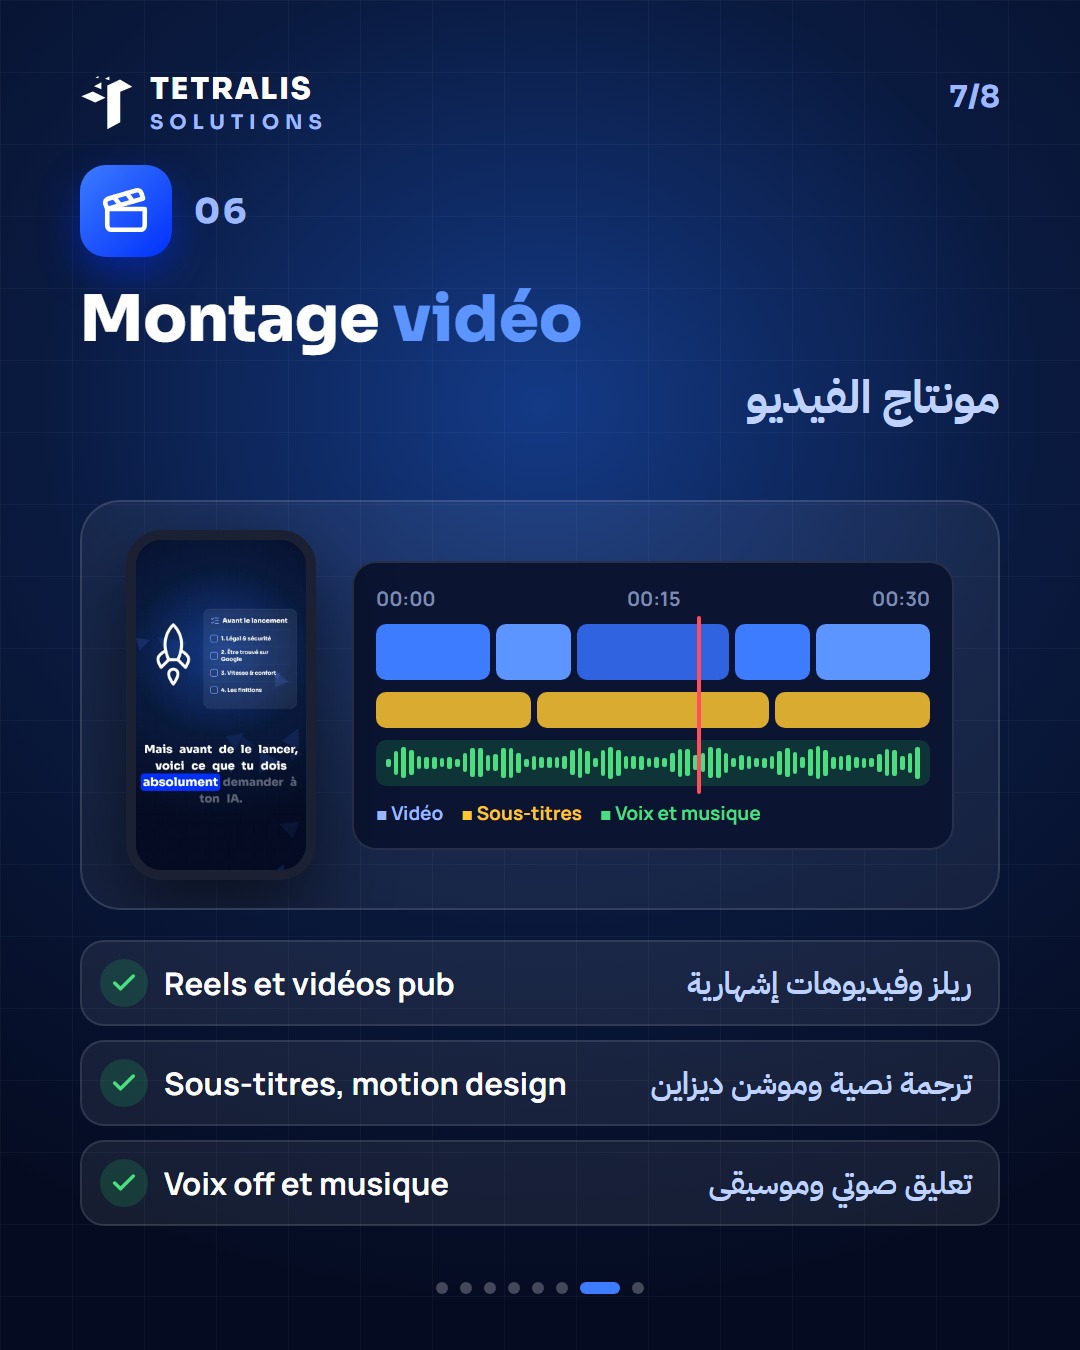 TETRALIS
SOLUTIONS
7/8
06
Montage vidéo
مونتاج الفيديو
Avant le lancement
1. Légal & sécurité
2. Être trouvé sur
Google
3. Vitesse & confort
4. Les finitions
Mais avant de le lancer,
voici ce que tu dois
absolument demander à
ton IA.
00:00 00:15 00:30
Vidéo Sous-titres Voix et musique
Reels et vidéos pub ريلز وفيديوهات إشهارية
Sous-titres, motion design ترجمة نصية وموشن ديزاين
Voix off et musique تعليق صوتي وموسيقى